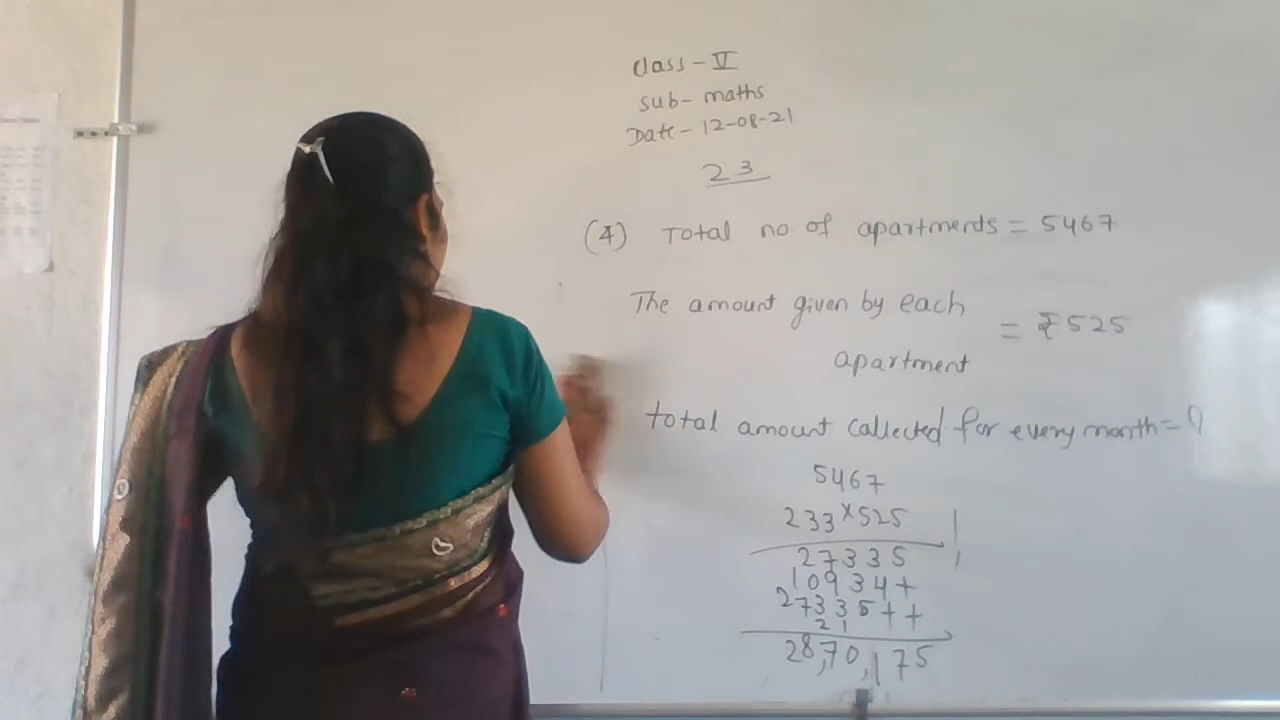 class - V
sub - maths
Date - 12-08-21
23
(4) Total no of apartments = 5467
The amount given by each
apartment = ₹ 525
total amount collected for every month = ?
5467
233 × 525
27335
10934+
27335++
21
28,70,175